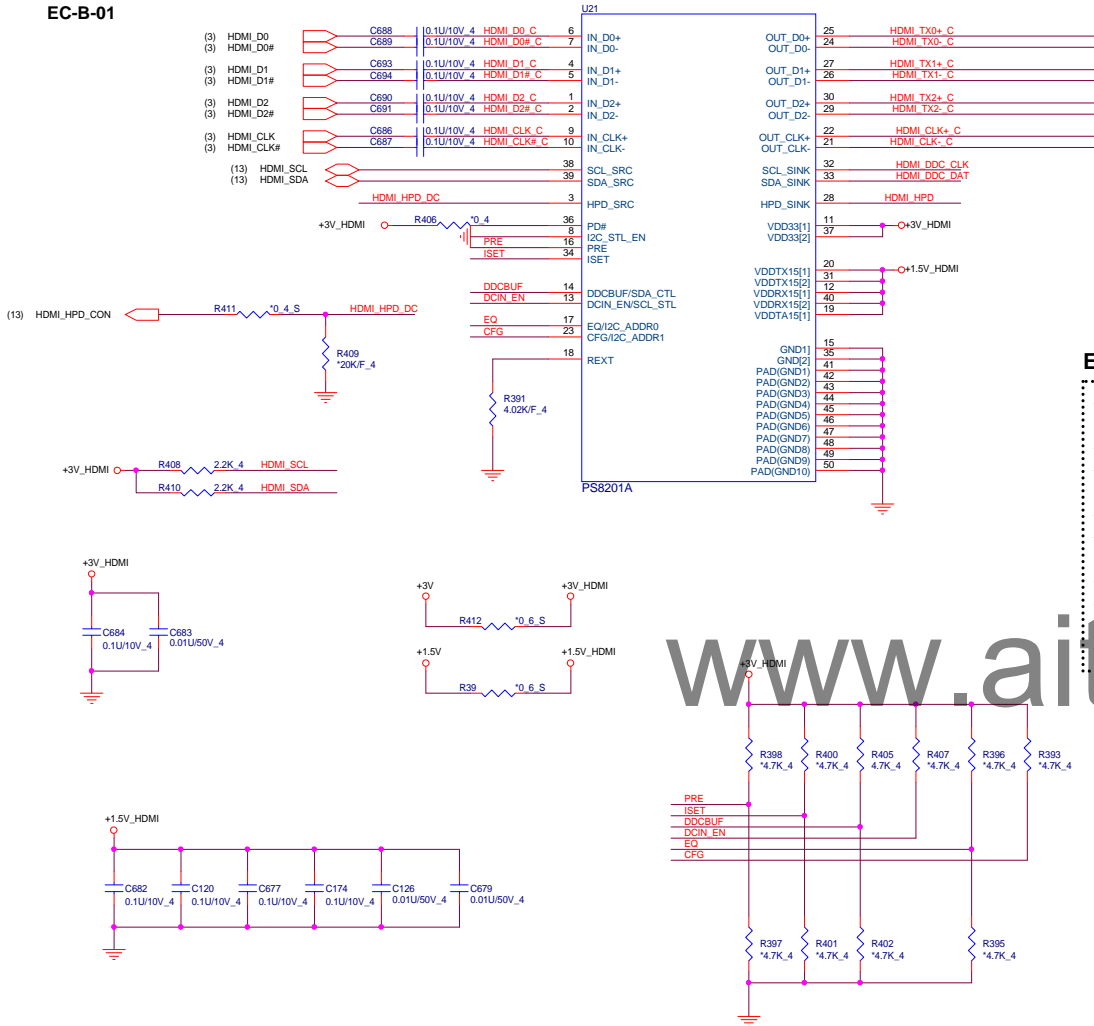 EC-B-01
U21
(3) HDMI_D0 C688 0.1U/10V_4 HDMI_D0_C 6 IN_D0+ OUT_D0+ 25 HDMI_TX0+_C
(3) HDMI_D0# C689 0.1U/10V_4 HDMI_D0#_C 7 IN_D0- OUT_D0- 24 HDMI_TX0-_C
(3) HDMI_D1 C693 0.1U/10V_4 HDMI_D1_C 4 IN_D1+ OUT_D1+ 27 HDMI_TX1+_C
(3) HDMI_D1# C694 0.1U/10V_4 HDMI_D1#_C 5 IN_D1- OUT_D1- 26 HDMI_TX1-_C
(3) HDMI_D2 C690 0.1U/10V_4 HDMI_D2_C 1 IN_D2+ OUT_D2+ 30 HDMI_TX2+_C
(3) HDMI_D2# C691 0.1U/10V_4 HDMI_D2#_C 2 IN_D2- OUT_D2- 29 HDMI_TX2-_C
(3) HDMI_CLK C686 0.1U/10V_4 HDMI_CLK_C 9 IN_CLK+ OUT_CLK+ 22 HDMI_CLK+_C
(3) HDMI_CLK# C687 0.1U/10V_4 HDMI_CLK#_C 10 IN_CLK- OUT_CLK- 21 HDMI_CLK-_C
(13) HDMI_SCL 38 SCL_SRC SCL_SINK 32 HDMI_DDC_CLK
(13) HDMI_SDA 39 SDA_SRC SDA_SINK 33 HDMI_DDC_DAT
HDMI_HPD_DC 3 HPD_SRC HPD_SINK 28 HDMI_HPD
+3V_HDMI R406 *0_4 36 PD# VDD33[1] 11 +3V_HDMI
8 I2C_STL_EN VDD33[2] 37
PRE 16 PRE
ISET 34 ISET
VDDTX15[1] 20 +1.5V_HDMI
VDDTX15[2] 31
DDCBUF 14 DDCBUF/SDA_CTL VDDRX15[1] 12
DCIN_EN 13 DCIN_EN/SCL_STL VDDRX15[2] 40
VDDTA15[1] 19
(13) HDMI_HPD_CON R411 *0_4_S HDMI_HPD_DC
EQ 17 EQ/I2C_ADDR0
CFG 23 CFG/I2C_ADDR1
R409
*20K/F_4
18 REXT GND1] 15
GND[2] 35
PAD(GND1) 41
PAD(GND2) 42
PAD(GND3) 43
PAD(GND4) 44
PAD(GND5) 45
PAD(GND6) 46
PAD(GND7) 47
PAD(GND8) 48
PAD(GND9) 49
PAD(GND10) 50
E
R391
4.02K/F_4
+3V_HDMI R408 2.2K_4 HDMI_SCL
R410 2.2K_4 HDMI_SDA
PS8201A
+3V_HDMI
C684
0.1U/10V_4
C683
0.01U/50V_4
+3V +3V_HDMI
R412 *0_6_S
+1.5V +1.5V_HDMI
R39 *0_6_S
www.ait
+3V_HDMI
R398 R400 R405 R407 R396 R393
*4.7K_4 *4.7K_4 4.7K_4 *4.7K_4 *4.7K_4 *4.7K_4
PRE
ISET
DDCBUF
DCIN_EN
EQ
CFG
+1.5V_HDMI
C682 C120 C677 C174 C126 C679
0.1U/10V_4 0.1U/10V_4 0.1U/10V_4 0.1U/10V_4 0.01U/50V_4 0.01U/50V_4
R397 R401 R402 R395
*4.7K_4 *4.7K_4 *4.7K_4 *4.7K_4